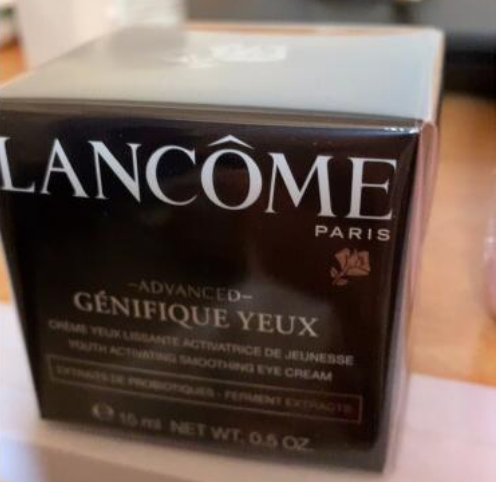 LANCÔME
PARIS
–ADVANCED–
GÉNIFIQUE YEUX
CRÈME YEUX LISSANTE ACTIVATRICE DE JEUNESSE
YOUTH ACTIVATING SMOOTHING EYE CREAM
EXTRAITS DE PROBIOTIQUES - FERMENT EXTRACTS
℮ 15 ml NET WT. 0.5 OZ.